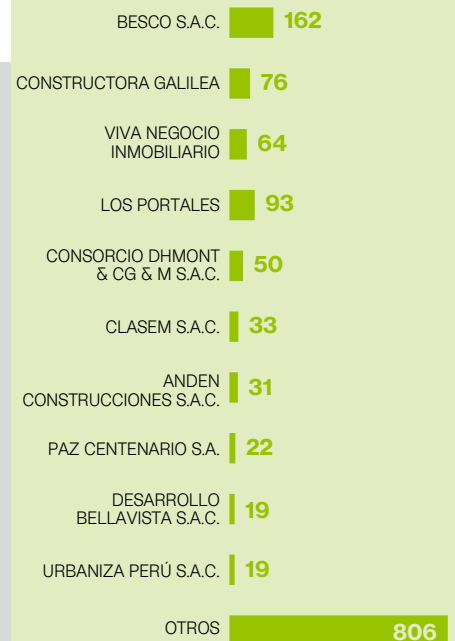 BESCO S.A.C. 162
CONSTRUCTORA GALILEA 76
VIVA NEGOCIO
INMOBILIARIO 64
LOS PORTALES 93
CONSORCIO DHMONT
& CG & M S.A.C. 50
CLASEM S.A.C. 33
ANDEN
CONSTRUCCIONES S.A.C. 31
PAZ CENTENARIO S.A. 22
DESARROLLO
BELLAVISTA S.A.C. 19
URBANIZA PERÚ S.A.C. 19
OTROS 806